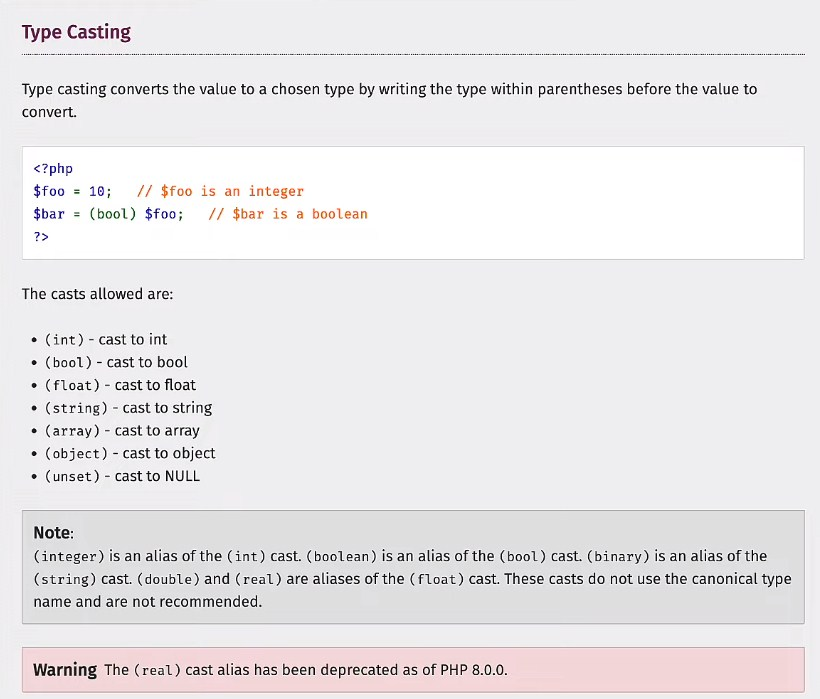 Type Casting
Type casting converts the value to a chosen type by writing the type within parentheses before the value to
convert.
<?php
$foo = 10;   // $foo is an integer
$bar = (bool) $foo;   // $bar is a boolean
?>
The casts allowed are:
• (int) - cast to int
• (bool) - cast to bool
• (float) - cast to float
• (string) - cast to string
• (array) - cast to array
• (object) - cast to object
• (unset) - cast to NULL
Note:
(integer) is an alias of the (int) cast. (boolean) is an alias of the (bool) cast. (binary) is an alias of the
(string) cast. (double) and (real) are aliases of the (float) cast. These casts do not use the canonical type
name and are not recommended.
Warning The (real) cast alias has been deprecated as of PHP 8.0.0.